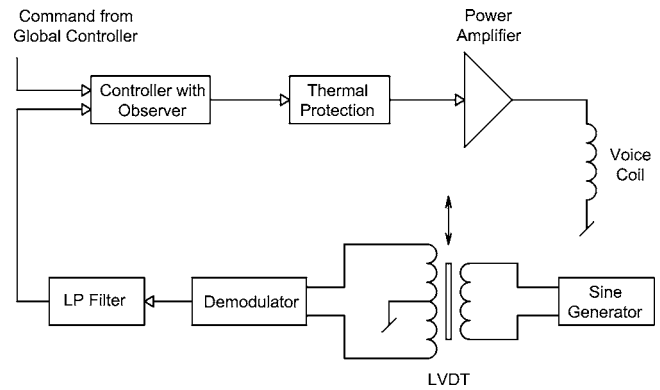 Command from
Global Controller
Power
Amplifier
Controller with
Observer
Thermal
Protection
Voice
Coil
LP Filter
Demodulator
Sine
Generator
LVDT